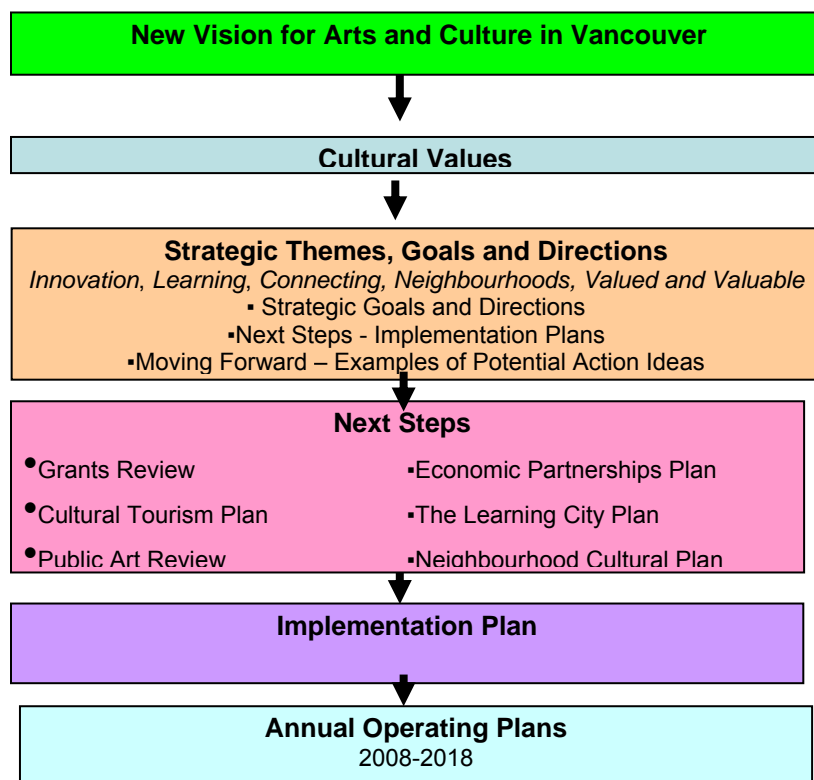 New Vision for Arts and Culture in Vancouver
Cultural Values
Strategic Themes, Goals and Directions
Innovation, Learning, Connecting, Neighbourhoods, Valued and Valuable
▪ Strategic Goals and Directions
▪Next Steps - Implementation Plans
▪Moving Forward – Examples of Potential Action Ideas
Next Steps
•Grants Review
▪Economic Partnerships Plan
•Cultural Tourism Plan
▪The Learning City Plan
•Public Art Review
▪Neighbourhood Cultural Plan
Implementation Plan
Annual Operating Plans
2008-2018